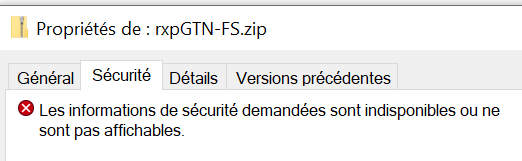 Propriétés de : rxpGTN-FS.zip
Général Sécurité Détails Versions précédentes
Les informations de sécurité demandées sont indisponibles ou ne
sont pas affichables.